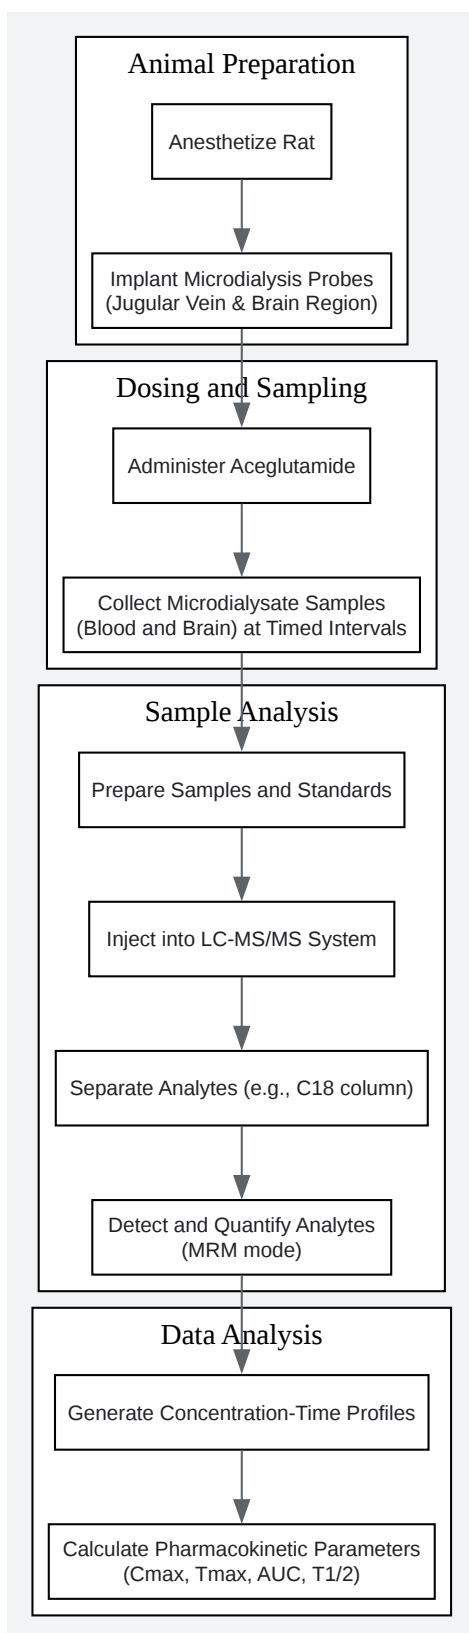 Animal Preparation
Anesthetize Rat
Implant Microdialysis Probes
(Jugular Vein & Brain Region)
Dosing and Sampling
Administer Aceglutamide
Collect Microdialysate Samples
(Blood and Brain) at Timed Intervals
Sample Analysis
Prepare Samples and Standards
Inject into LC-MS/MS System
Separate Analytes (e.g., C18 column)
Detect and Quantify Analytes
(MRM mode)
Data Analysis
Generate Concentration-Time Profiles
Calculate Pharmacokinetic Parameters
(Cmax, Tmax, AUC, T1/2)